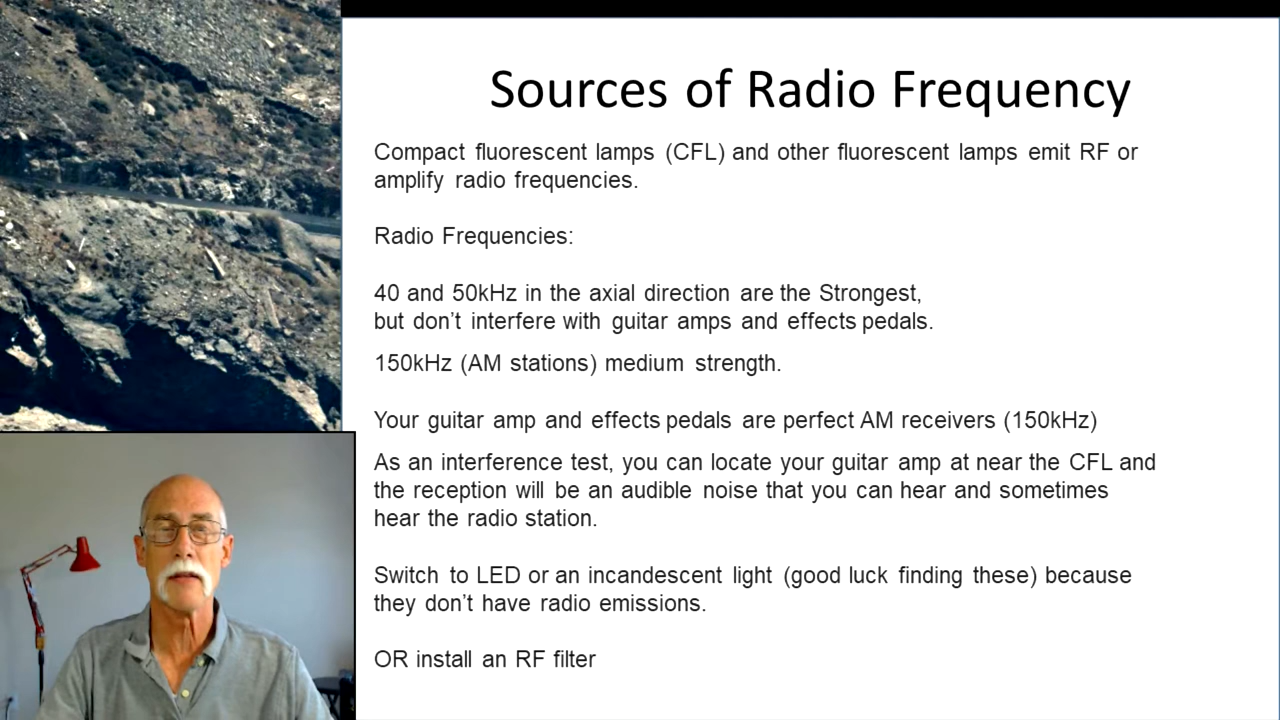 Sources of Radio Frequency
Compact fluorescent lamps (CFL) and other fluorescent lamps emit RF or
amplify radio frequencies.
Radio Frequencies:
40 and 50kHz in the axial direction are the Strongest,
but don’t interfere with guitar amps and effects pedals.
150kHz (AM stations) medium strength.
Your guitar amp and effects pedals are perfect AM receivers (150kHz)
As an interference test, you can locate your guitar amp at near the CFL and
the reception will be an audible noise that you can hear and sometimes
hear the radio station.
Switch to LED or an incandescent light (good luck finding these) because
they don’t have radio emissions.
OR install an RF filter